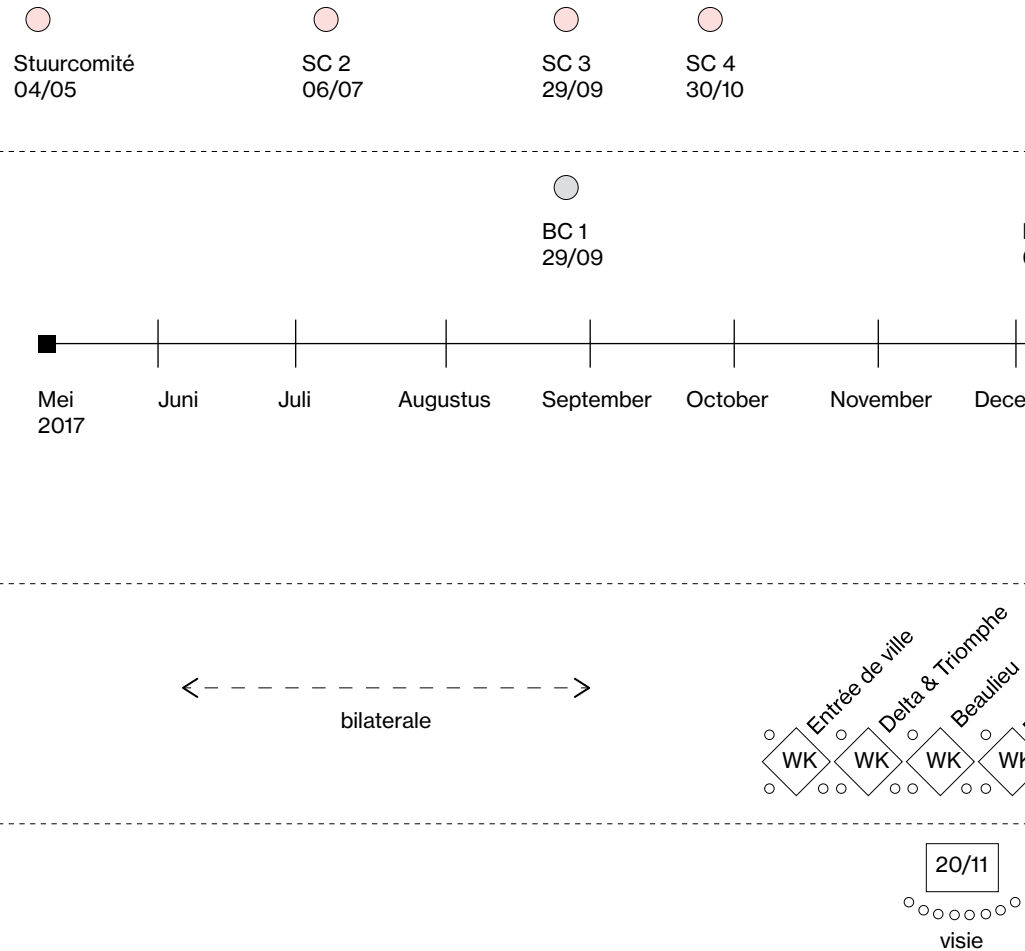 Stuurcomité
04/05
SC 2
06/07
SC 3
29/09
SC 4
30/10
BC 1
29/09
Mei
2017
Juni
Juli
Augustus
September
October
November
Dece
bilaterale
Entrée de ville
Delta & Triomphe
Beaulieu
WK
WK
WK
WK
20/11
visie